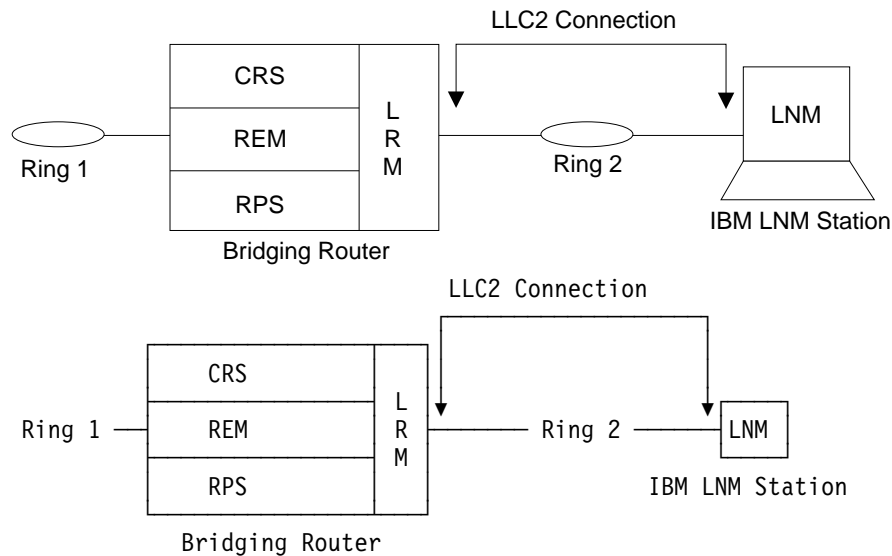 LLC2 Connection
CRS
REM
RPS
L
R
M
LNM
Ring 1
Ring 2
IBM LNM Station
Bridging Router
LLC2 Connection
CRS
REM
RPS
L
R
M
Ring 1
Ring 2
LNM
IBM LNM Station
Bridging Router